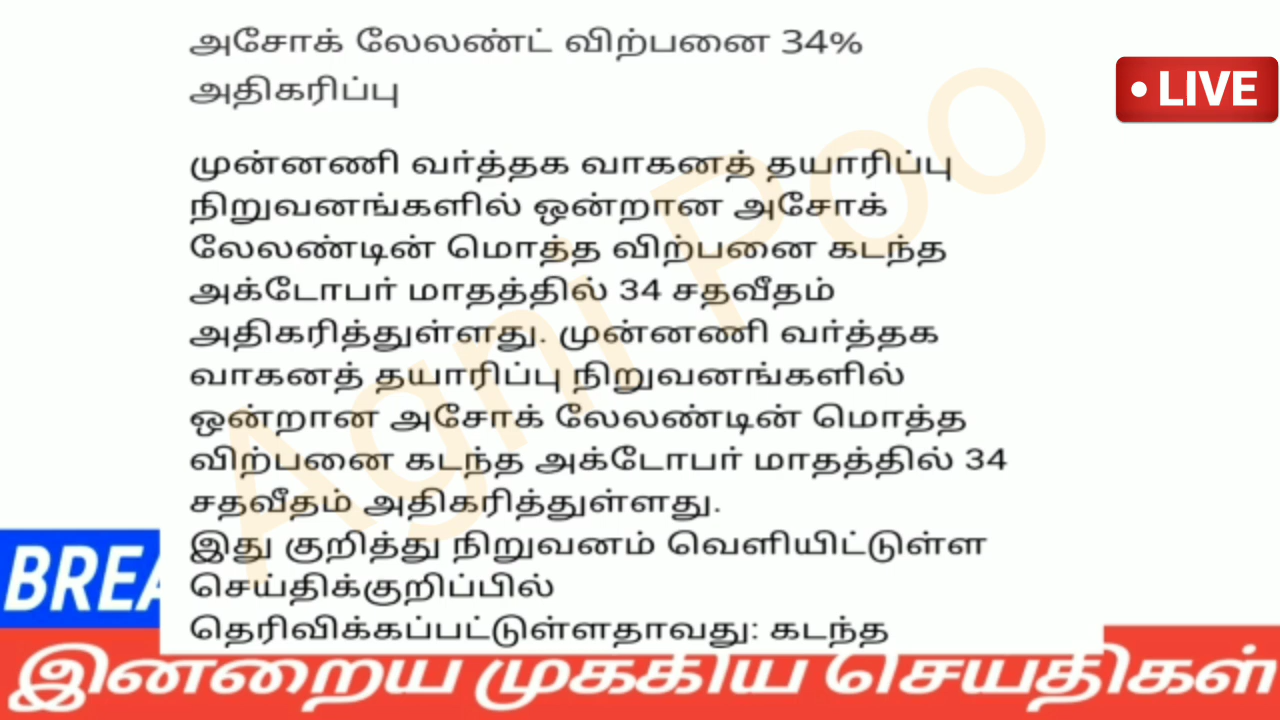 அசோக் லேலண்ட் விற்பனை 34%
அதிகரிப்பு
LIVE
முன்னணி வர்த்தக வாகனத் தயாரிப்பு
நிறுவனங்களில் ஒன்றான அசோக்
லேலண்டின் மொத்த விற்பனை கடந்த
அக்டோபர் மாதத்தில் 34 சதவீதம்
அதிகரித்துள்ளது. முன்னணி வர்த்தக
வாகனத் தயாரிப்பு நிறுவனங்களில்
ஒன்றான அசோக் லேலண்டின் மொத்த
விற்பனை கடந்த அக்டோபர் மாதத்தில் 34
சதவீதம் அதிகரித்துள்ளது.
இது குறித்து நிறுவனம் வெளியிட்டுள்ள
செய்திக்குறிப்பில்
தெரிவிக்கப்பட்டுள்ளதாவது: கடந்த
Agni Poo
BREA
இன்றைய முக்கிய செய்திகள்